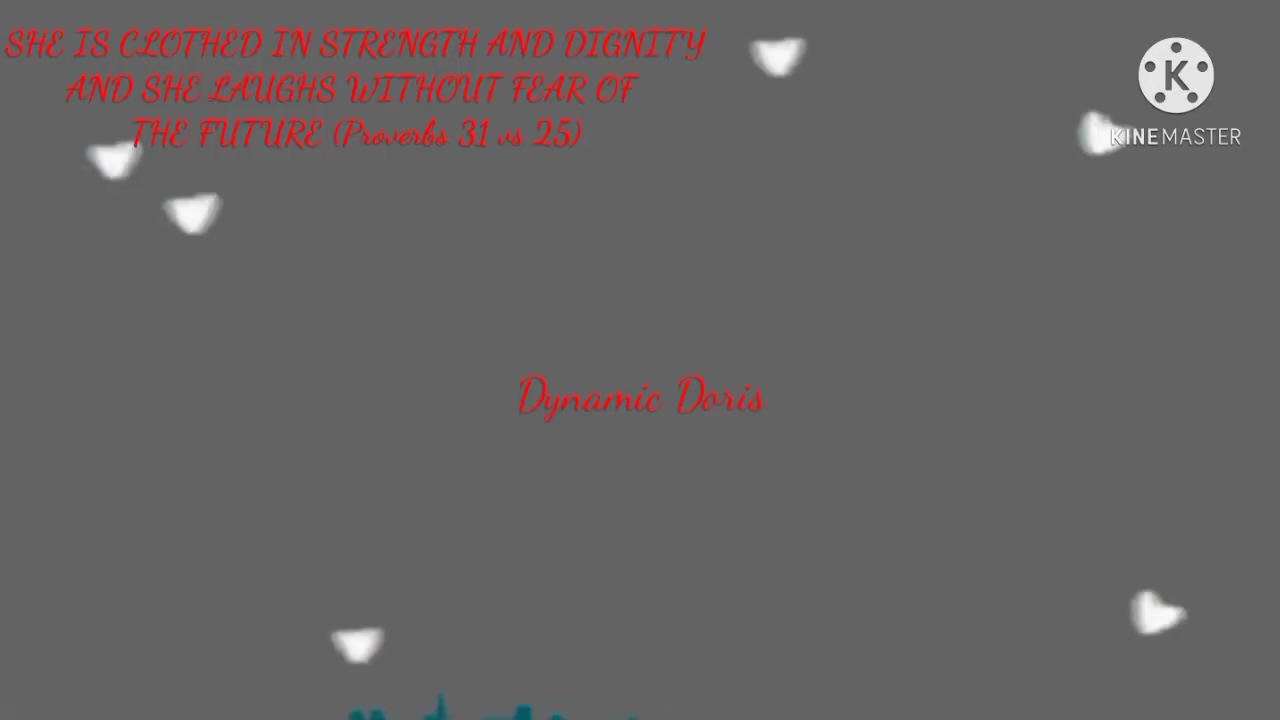 SHE IS CLOTHED IN STRENGTH AND DIGNITY
AND SHE LAUGHS WITHOUT FEAR OF
THE FUTURE (Proverbs 31 vs 25)
K
KINEMASTER
Dynamic Doris